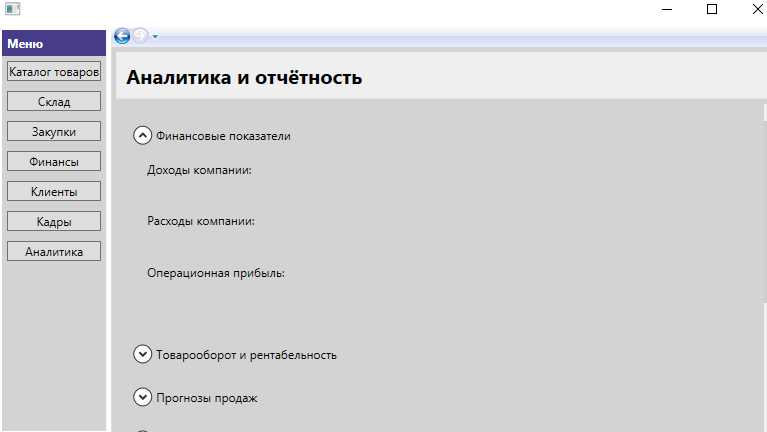 Меню
Каталог товаров
Склад
Закупки
Финансы
Клиенты
Кадры
Аналитика
Аналитика и отчётность
Финансовые показатели
Доходы компании:
Расходы компании:
Операционная прибыль:
Товарооборот и рентабельность
Прогнозы продаж